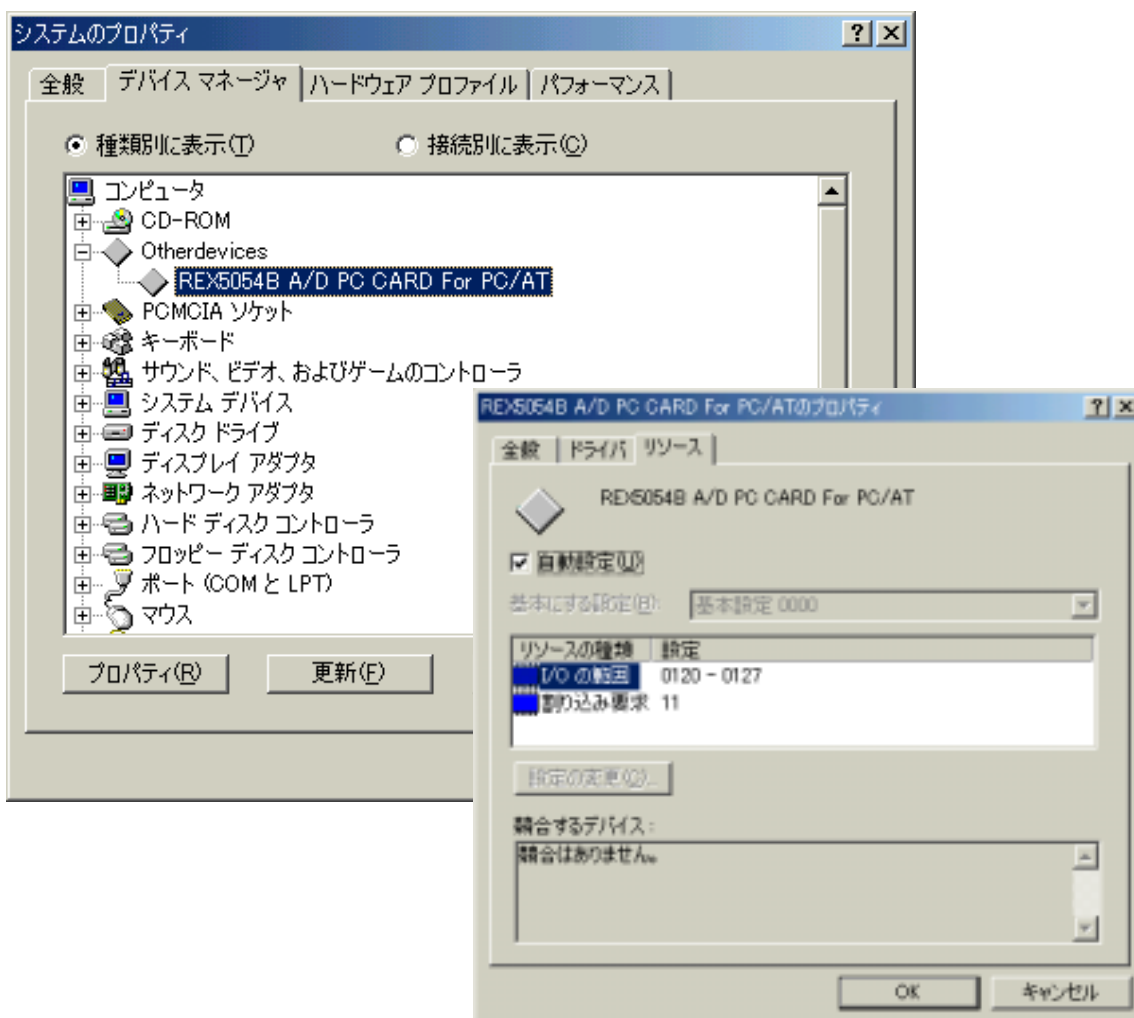 システムのプロパティ
全般 デバイス マネージャ ハードウェア プロファイル パフォーマンス
種類別に表示(T) 接続別に表示(C)
コンピュータ
CD-ROM
Otherdevices
REX5054B A/D PC CARD For PC/AT
PCMCIA ソケット
キーボード
サウンド、ビデオ、およびゲームのコントローラ
システム デバイス
ディスク ドライブ
ディスプレイ アダプタ
ネットワーク アダプタ
ハード ディスク コントローラ
フロッピー ディスク コントローラ
ポート (COM と LPT)
マウス
プロパティ(R) 更新(F)
REX5054B A/D PC CARD For PC/ATのプロパティ
全般 ドライバ リソース
REX5054B A/D PC CARD For PC/AT
自動設定(U)
基本にする設定(B): 基本設定 0000
リソースの種類 設定
I/O の範囲 0120 - 0127
割り込み要求 11
設定の変更(C)...
競合するデバイス:
競合はありません。
OK キャンセル